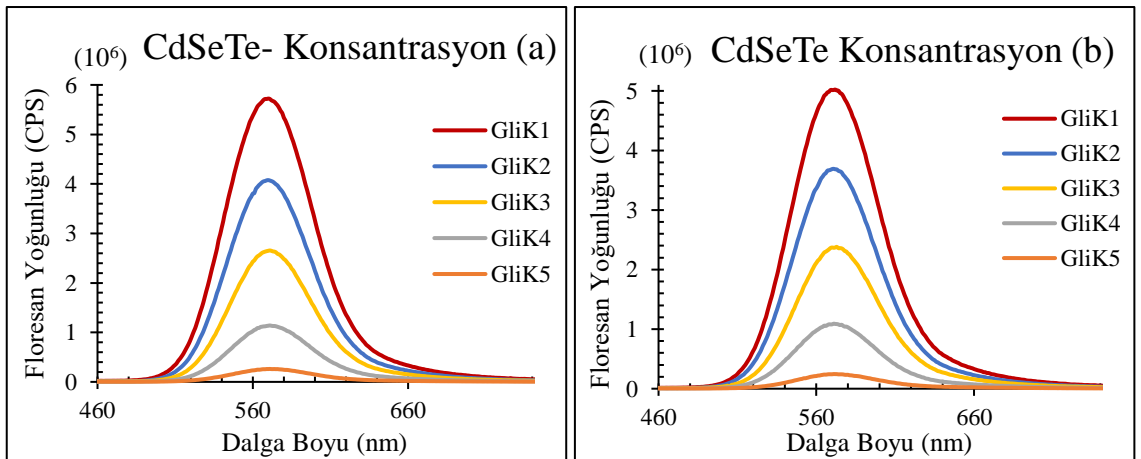 (10⁶) CdSeTe- Konsantrasyon (a)
Floresan Yoğunluğu (CPS)
6
5
4
3
2
1
0
460
560
660
Dalga Boyu (nm)
GliK1
GliK2
GliK3
GliK4
GliK5
(10⁶) CdSeTe Konsantrasyon (b)
Floresan Yoğunluğu (CPS)
5
4
3
2
1
0
460
560
660
Dalga Boyu (nm)
GliK1
GliK2
GliK3
GliK4
GliK5